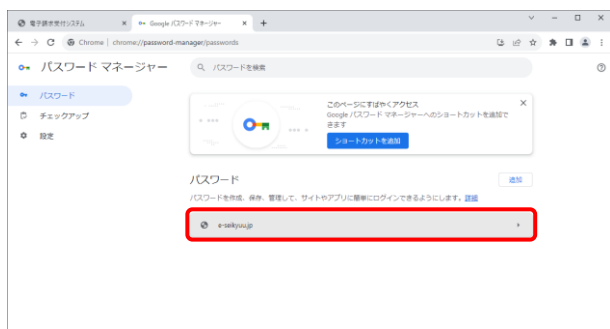 電子請求受付システム
Google パスワード マネージャー
Chrome | chrome://password-manager/passwords
パスワード マネージャー
パスワードを検索
パスワード
チェックアップ
設定
このページにすばやくアクセス
Google パスワード マネージャーへのショートカットを追加で
きます
ショートカットを追加
パスワード
追加
パスワードを作成、保存、管理して、サイトやアプリに簡単にログインできるようにします。詳細
e-seikyuu.jp